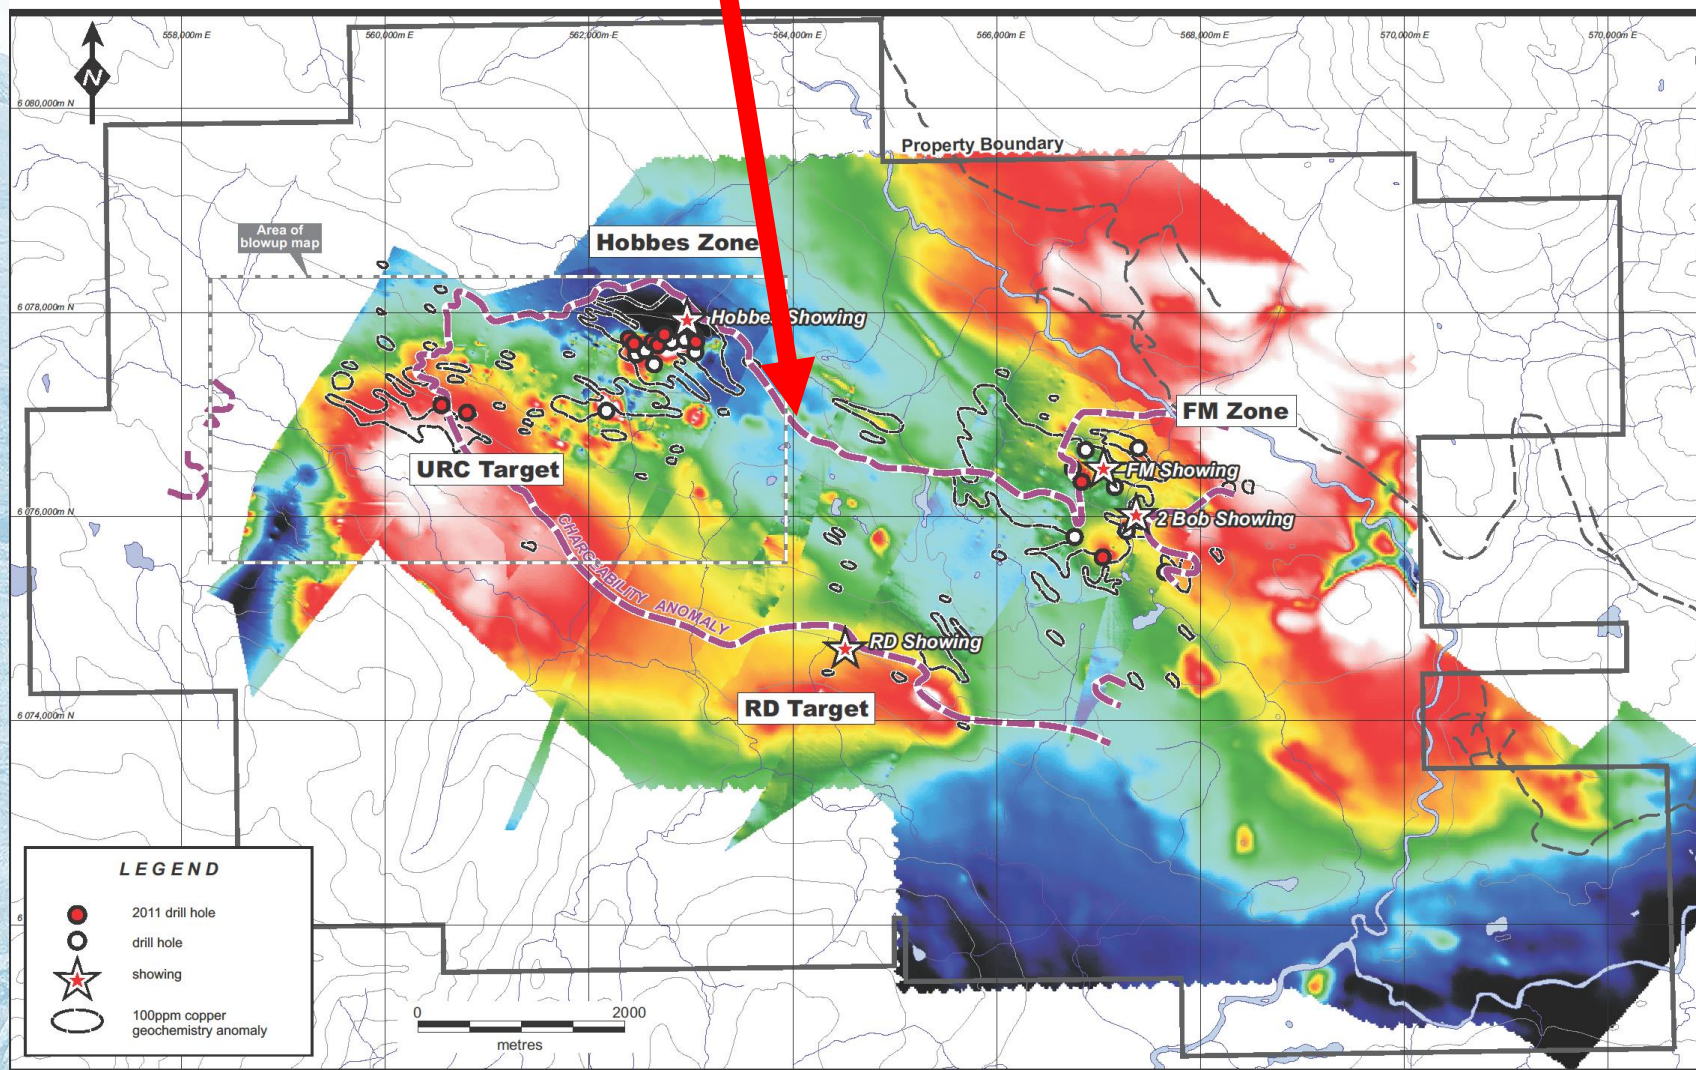 558,000m E
560,000m E
562,000m E
564,000m E
566,000m E
568,000m E
570,000m E
570,000m E
N
6 080,000m N
Property Boundary
Area of
blowup map
Hobbes Zone
6 078,000m N
Hobbes Showing
FM Zone
URC Target
FM Showing
6 076,000m N
2 Bob Showing
CHARGEABILITY ANOMALY
RD Showing
RD Target
6 074,000m N
LEGEND
2011 drill hole
6
drill hole
showing
100ppm copper
geochemistry anomaly
0 2000
metres